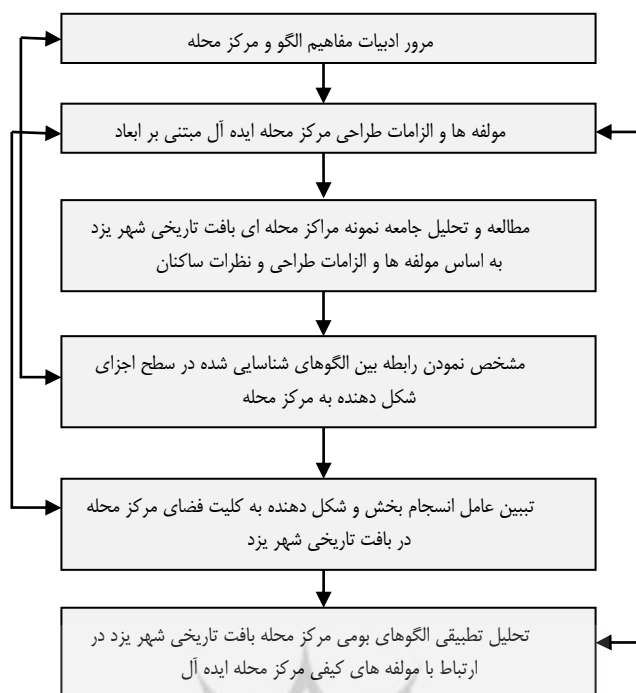 مرور ادبیات مفاهیم الگو و مرکز محله
مولفه ها و الزامات طراحی مرکز محله ایده آل مبتنی بر ابعاد
مطالعه و تحلیل جامعه نمونه مراکز محله ای بافت تاریخی شهر یزد
به اساس مولفه ها و الزامات طراحی و نظرات ساکنان
مشخص نمودن رابطه بین الگوهای شناسایی شده در سطح اجزای
شکل دهنده به مرکز محله
تبیین عامل انسجام بخش و شکل دهنده به کلیت فضای مرکز محله
در بافت تاریخی شهر یزد
تحلیل تطبیقی الگوهای بومی مرکز محله بافت تاریخی شهر یزد در
ارتباط با مولفه های کیفی مرکز محله ایده آل